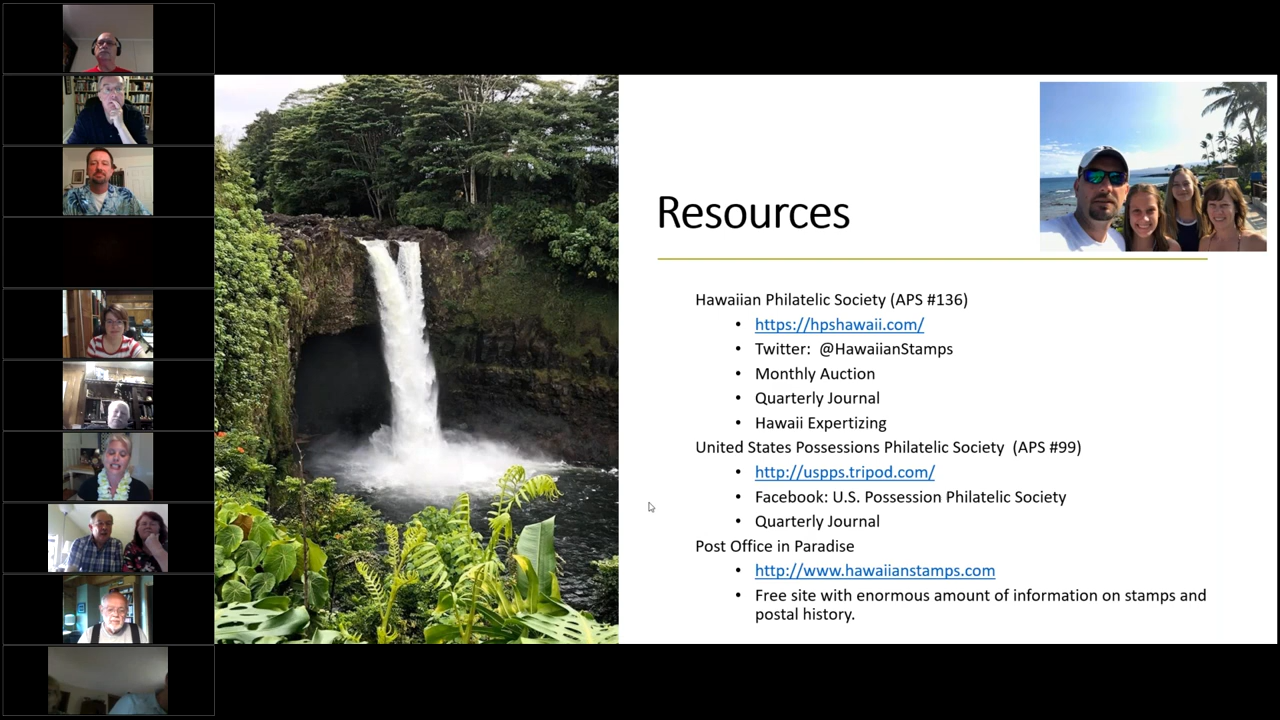 Resources
Hawaiian Philatelic Society (APS #136)
• https://hpshawaii.com/
• Twitter:  @HawaiianStamps
• Monthly Auction
• Quarterly Journal
• Hawaii Expertizing
United States Possessions Philatelic Society  (APS #99)
• http://uspps.tripod.com/
• Facebook: U.S. Possession Philatelic Society
• Quarterly Journal
Post Office in Paradise
• http://www.hawaiianstamps.com
• Free site with enormous amount of information on stamps and
postal history.